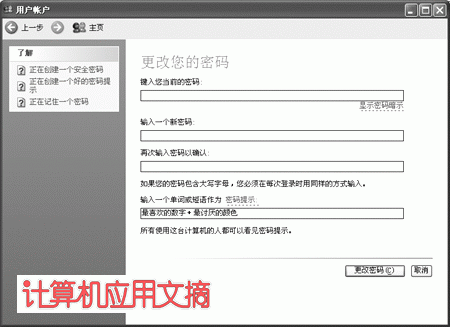 用户帐户
上一步 主页
了解
正在创建一个安全密码
正在创建一个好的密码提
示
正在记住一个密码
更改您的密码
键入您当前的密码:
显示密码暗示
输入一个新密码:
再次输入密码以确认:
如果您的密码包含大写字母，您必须在每次登录时用同样的方式输入。
输入一个单词或短语作为 密码提示:
最喜欢的数字+最讨厌的颜色
所有使用这台计算机的人都可以看见密码提示。
更改密码(C) 取消
计算机应用文摘